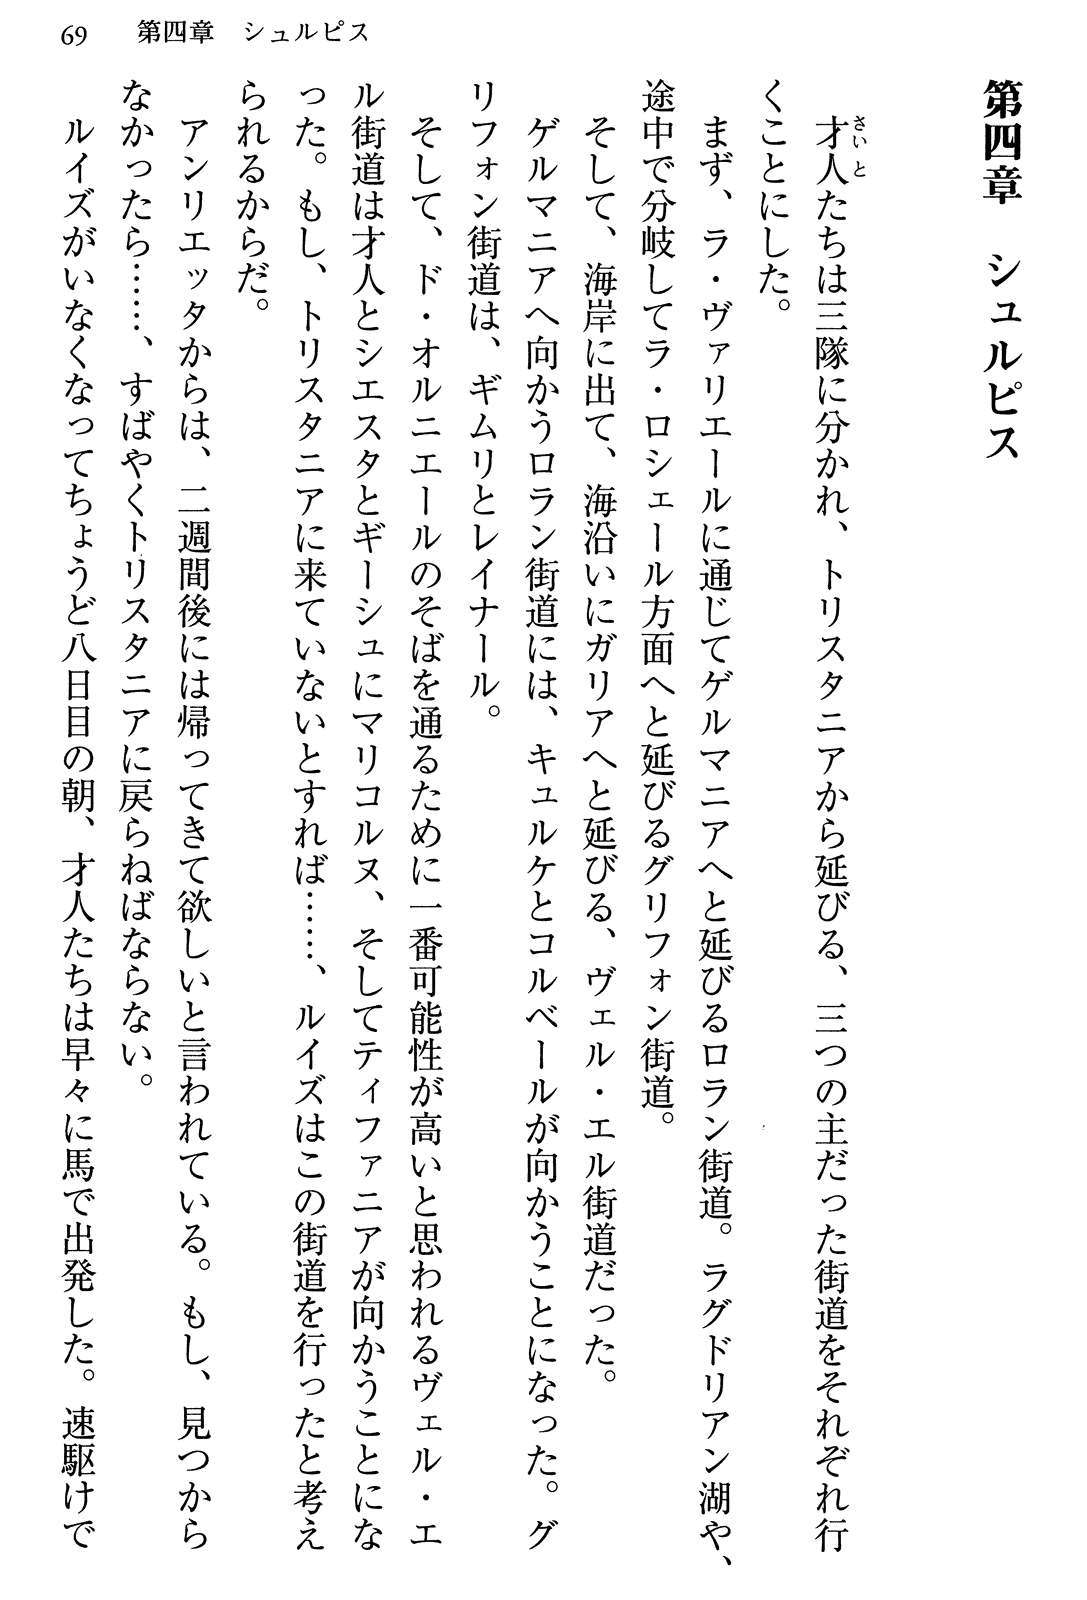 69　第四章　シュルピス
第四章　シュルピス
才人たちは三隊に分かれ、トリスタニアから延びる、三つの主だった街道をそれぞれ行
さいと
くことにした。
まず、ラ・ヴァリエールに通じてゲルマニアへと延びるロラン街道。ラグドリアン湖や、
途中で分岐してラ・ロシェール方面へと延びるグリフォン街道。
そして、海岸に出て、海沿いにガリアへと延びる、ヴェル・エル街道だった。
ゲルマニアへ向かうロラン街道には、キュルケとコルベールが向かうことになった。グ
リフォン街道は、ギムリとレイナール。
そして、ド・オルニエールのそばを通るために一番可能性が高いと思われるヴェル・エ
ル街道は才人とシエスタとギーシュにマリコルヌ、そしてティファニアが向かうことにな
った。もし、トリスタニアに来ていないとすれば……、ルイズはこの街道を行ったと考え
られるからだ。
アンリエッタからは、二週間後には帰ってきて欲しいと言われている。もし、見つから
なかったら……、すばやくトリスタニアに戻らねばならない。
ルイズがいなくなってちょうど八日目の朝、才人たちは早々に馬で出発した。速駆けで